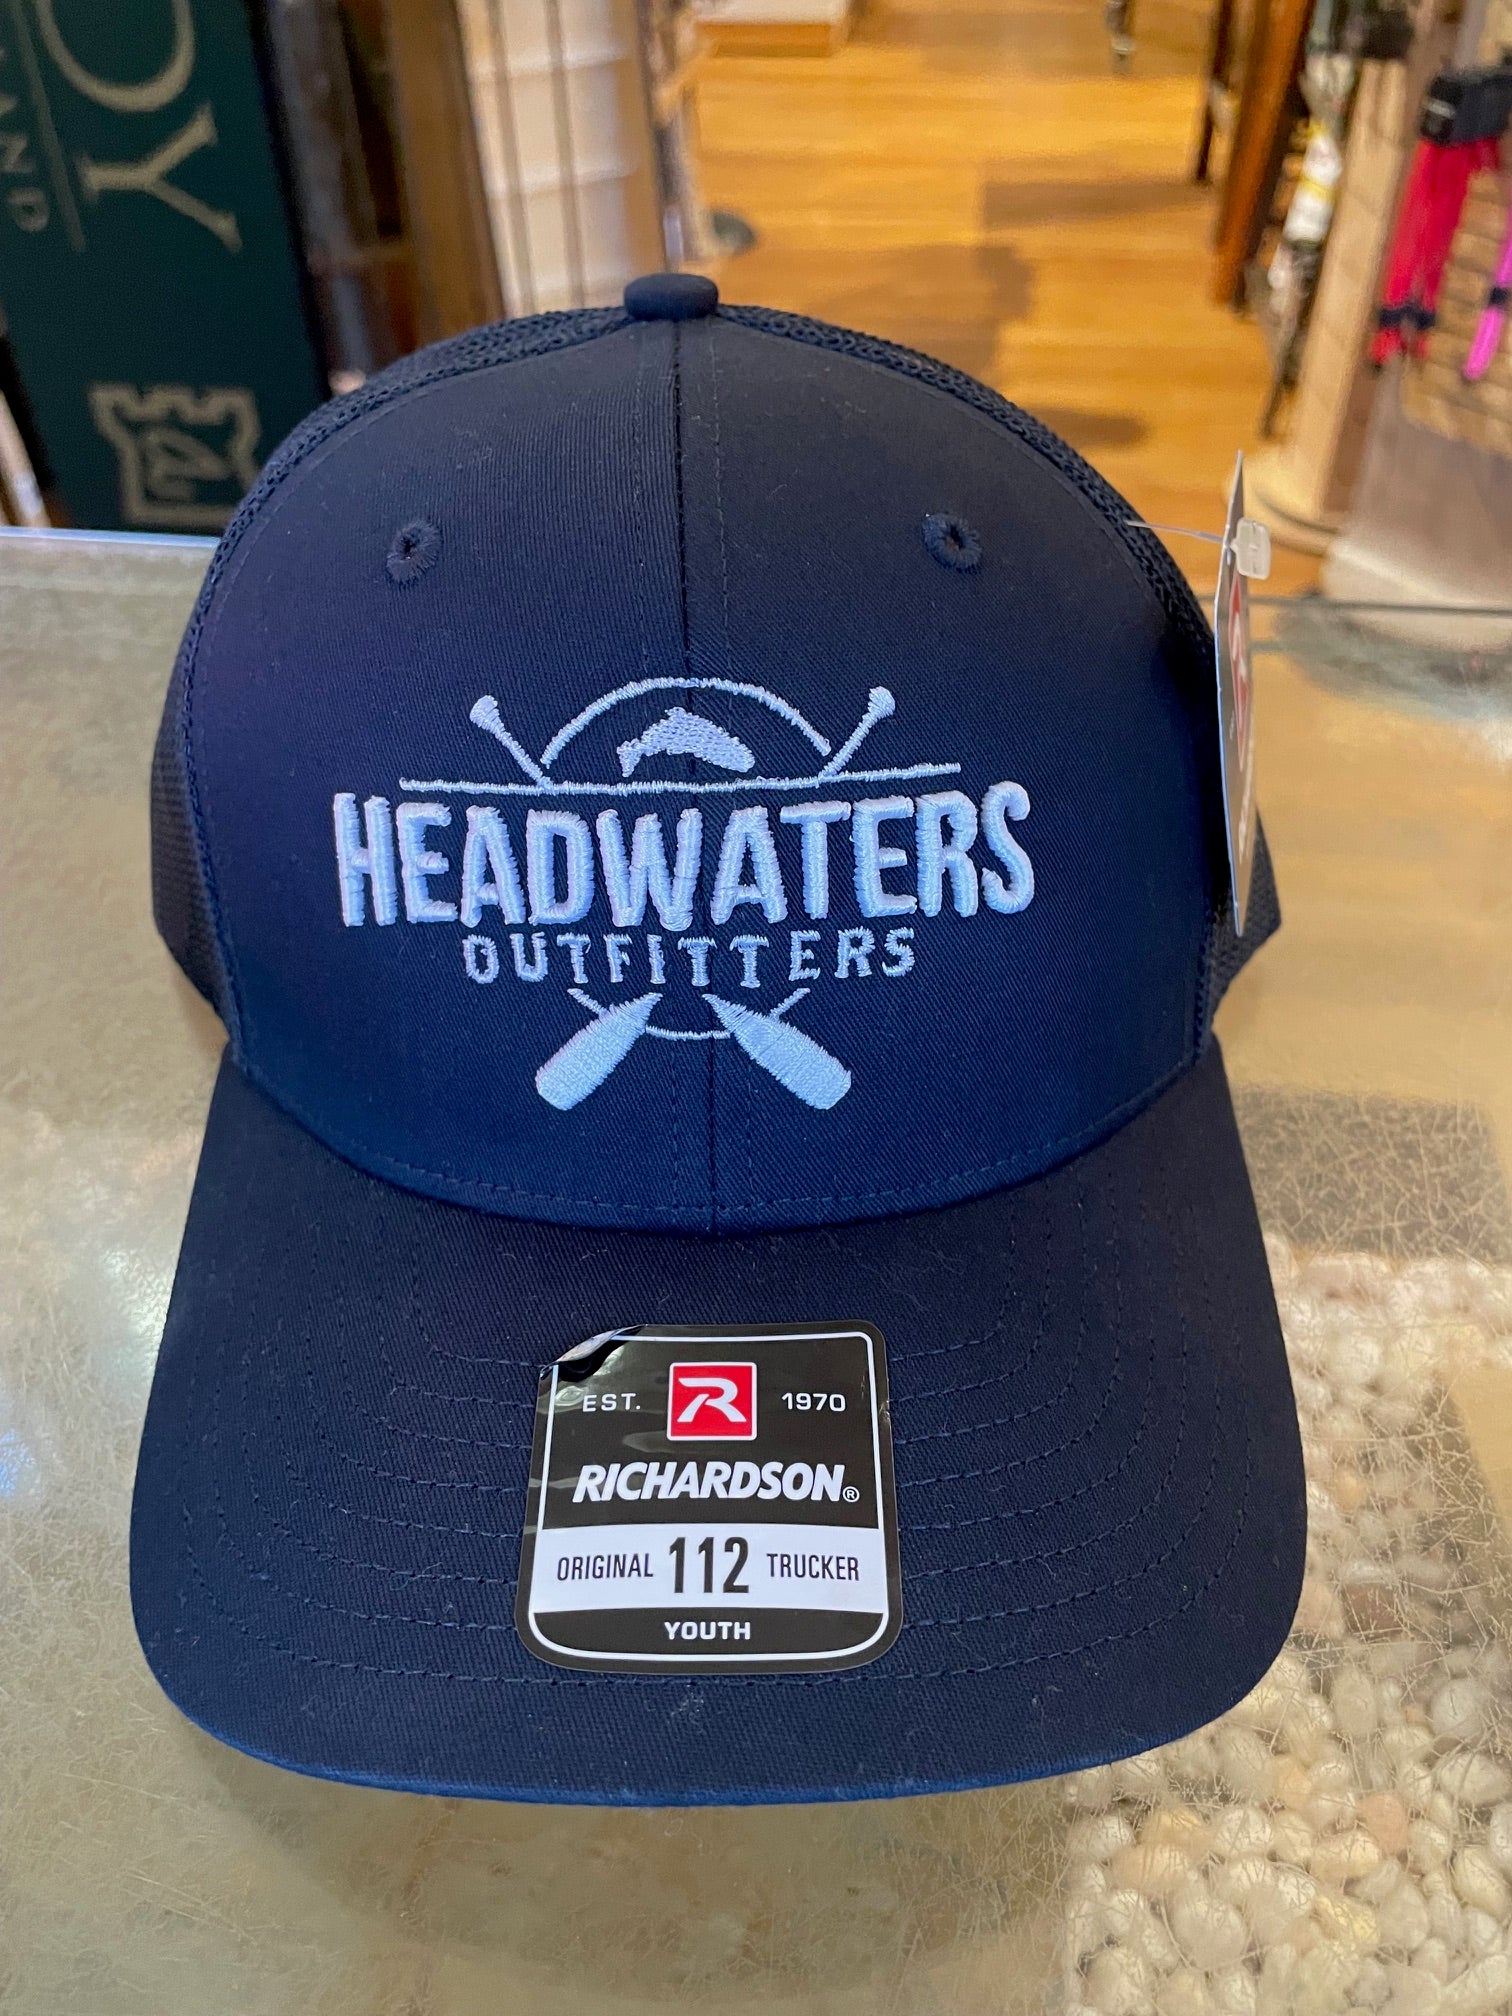 HEADWATERS
OUTFITTERS
EST. R 1970
RICHARDSON®
ORIGINAL 112 TRUCKER
YOUTH